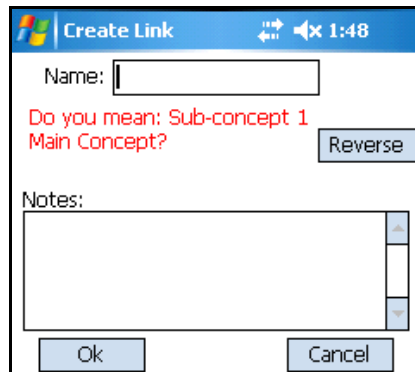 Create Link 1:48
Name:
Do you mean: Sub-concept 1
Main Concept?
Reverse
Notes:
Ok Cancel